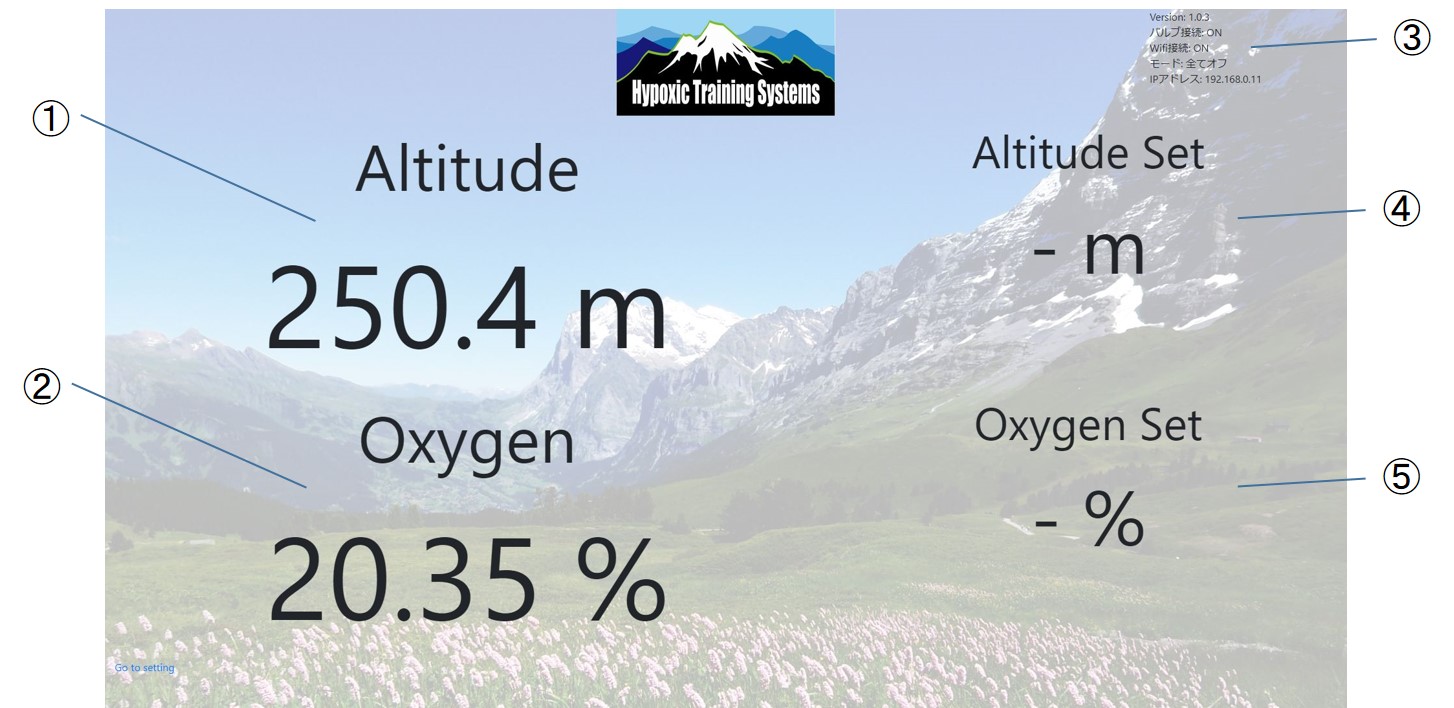 Hypoxic Training Systems
Version: 1.0.3
バルブ接続: ON
Wifi接続: ON
モード: 全てオフ
IPアドレス: 192.168.0.11
③
①
Altitude
250.4 m
Altitude Set
- m
④
②
Oxygen
20.35 %
Oxygen Set
- %
⑤
Go to setting